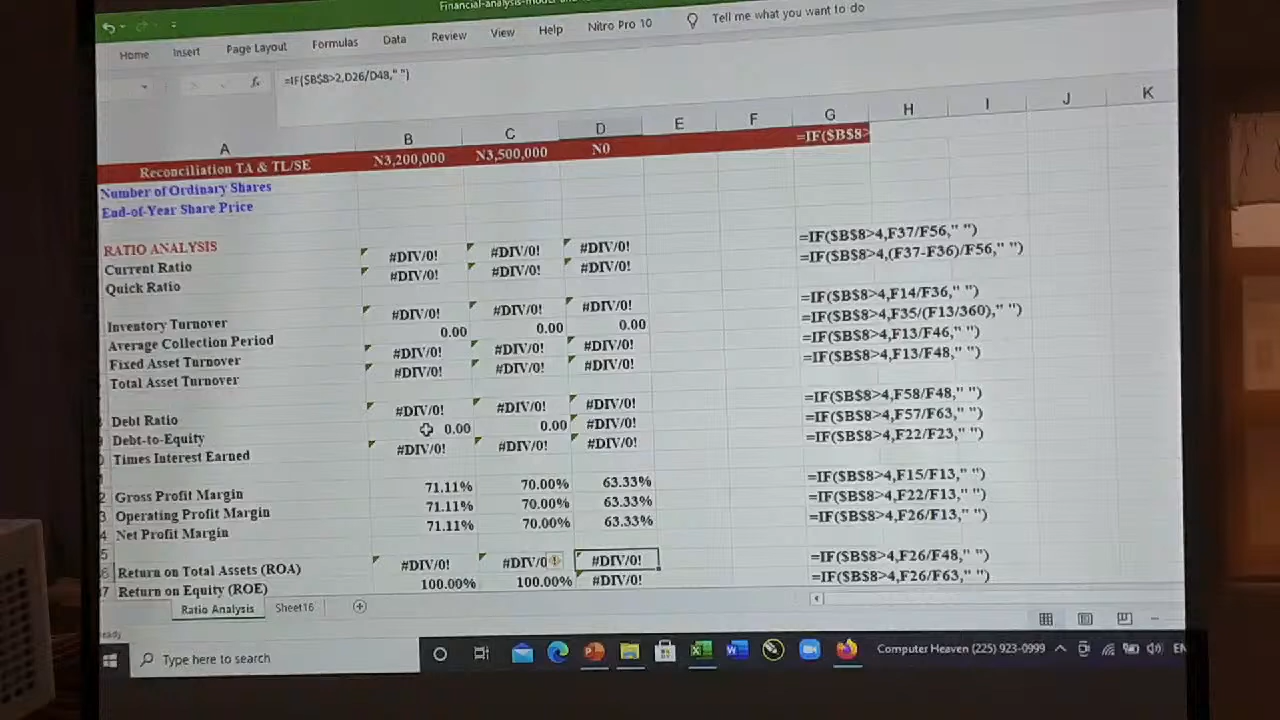 Financial-analysis-model
Home Insert Page Layout Formulas Data Review View Help Nitro Pro 10 Tell me what you want to do
fx =IF($B$8>2,D26/D48," ")
A B C D E F G H I J K
Reconciliation TA & TL/SE N3,200,000 N3,500,000 N0 =IF($B$8>
Number of Ordinary Shares
End-of-Year Share Price
RATIO ANALYSIS
Current Ratio #DIV/0! #DIV/0! #DIV/0! =IF($B$8>4,F37/F56," ")
Quick Ratio #DIV/0! #DIV/0! #DIV/0! =IF($B$8>4,(F37-F36)/F56," ")
Inventory Turnover #DIV/0! #DIV/0! #DIV/0! =IF($B$8>4,F14/F36," ")
Average Collection Period 0.00 0.00 0.00 =IF($B$8>4,F35/(F13/360)," ")
Fixed Asset Turnover #DIV/0! #DIV/0! #DIV/0! =IF($B$8>4,F13/F46," ")
Total Asset Turnover #DIV/0! #DIV/0! #DIV/0! =IF($B$8>4,F13/F48," ")
Debt Ratio #DIV/0! #DIV/0! #DIV/0! =IF($B$8>4,F58/F48," ")
Debt-to-Equity 0.00 0.00 #DIV/0! =IF($B$8>4,F57/F63," ")
Times Interest Earned #DIV/0! #DIV/0! #DIV/0! =IF($B$8>4,F22/F23," ")
Gross Profit Margin 71.11% 70.00% 63.33% =IF($B$8>4,F15/F13," ")
Operating Profit Margin 71.11% 70.00% 63.33% =IF($B$8>4,F22/F13," ")
Net Profit Margin 71.11% 70.00% 63.33% =IF($B$8>4,F26/F13," ")
Return on Total Assets (ROA) #DIV/0! #DIV/0 #DIV/0! =IF($B$8>4,F26/F48," ")
Return on Equity (ROE) 100.00% 100.00% #DIV/0! =IF($B$8>4,F26/F63," ")
Ratio Analysis Sheet16
Type here to search Computer Heaven (225) 923-0999 EN